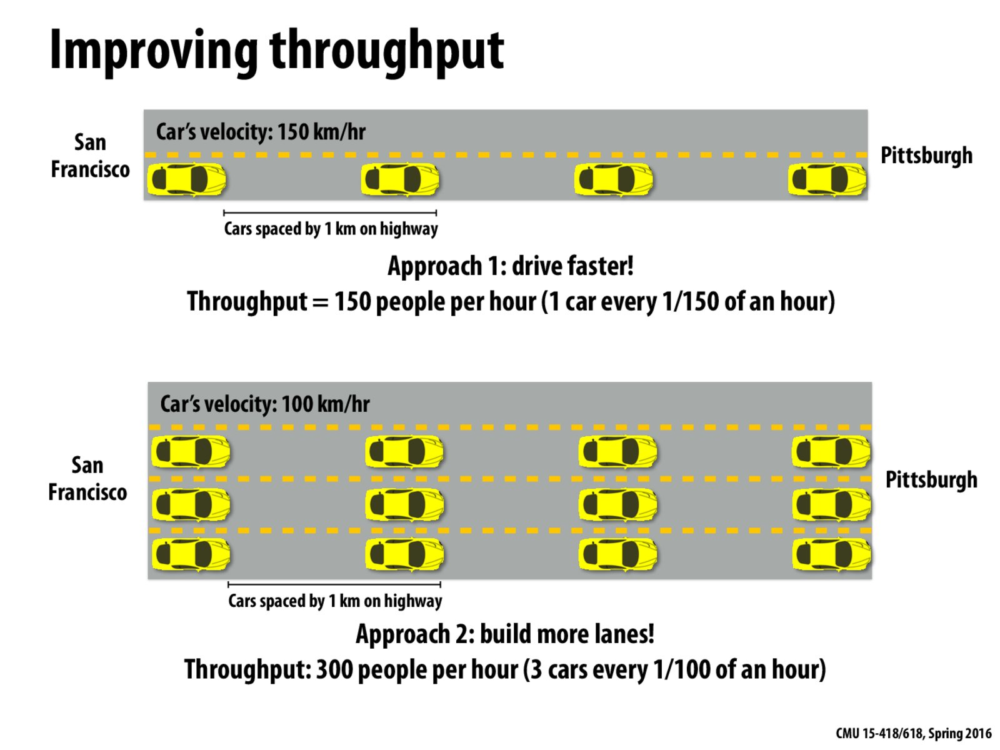 Improving throughput
Car’s velocity: 150 km/hr
San
Francisco
Pittsburgh
Cars spaced by 1 km on highway
Approach 1: drive faster!
Throughput = 150 people per hour (1 car every 1/150 of an hour)
Car’s velocity: 100 km/hr
San
Francisco
Pittsburgh
Cars spaced by 1 km on highway
Approach 2: build more lanes!
Throughput: 300 people per hour (3 cars every 1/100 of an hour)
CMU 15-418/618, Spring 2016